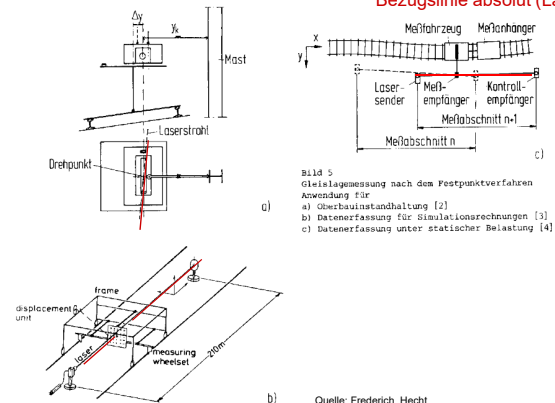 Bezugslinie absolut (La
Δy
yk
Mast
Laserstrahl
Drehpunkt
a)
Meßfahrzeug
Meßanhänger
x
y
Laser-
sender
Meß-
empfänger
Kontroll-
empfänger
Meßabschnitt n+1
Meßabschnitt n
c)
Bild 5
Gleislagemessung nach dem Festpunktverfahren
Anwendung für
a) Oberbauinstandhaltung [2]
b) Datenerfassung für Simulationsrechnungen [3]
c) Datenerfassung unter statischer Belastung [4]
frame
displacement
unit
laser
measuring
wheelset
210m
b)
Quelle: Frederich, Hecht